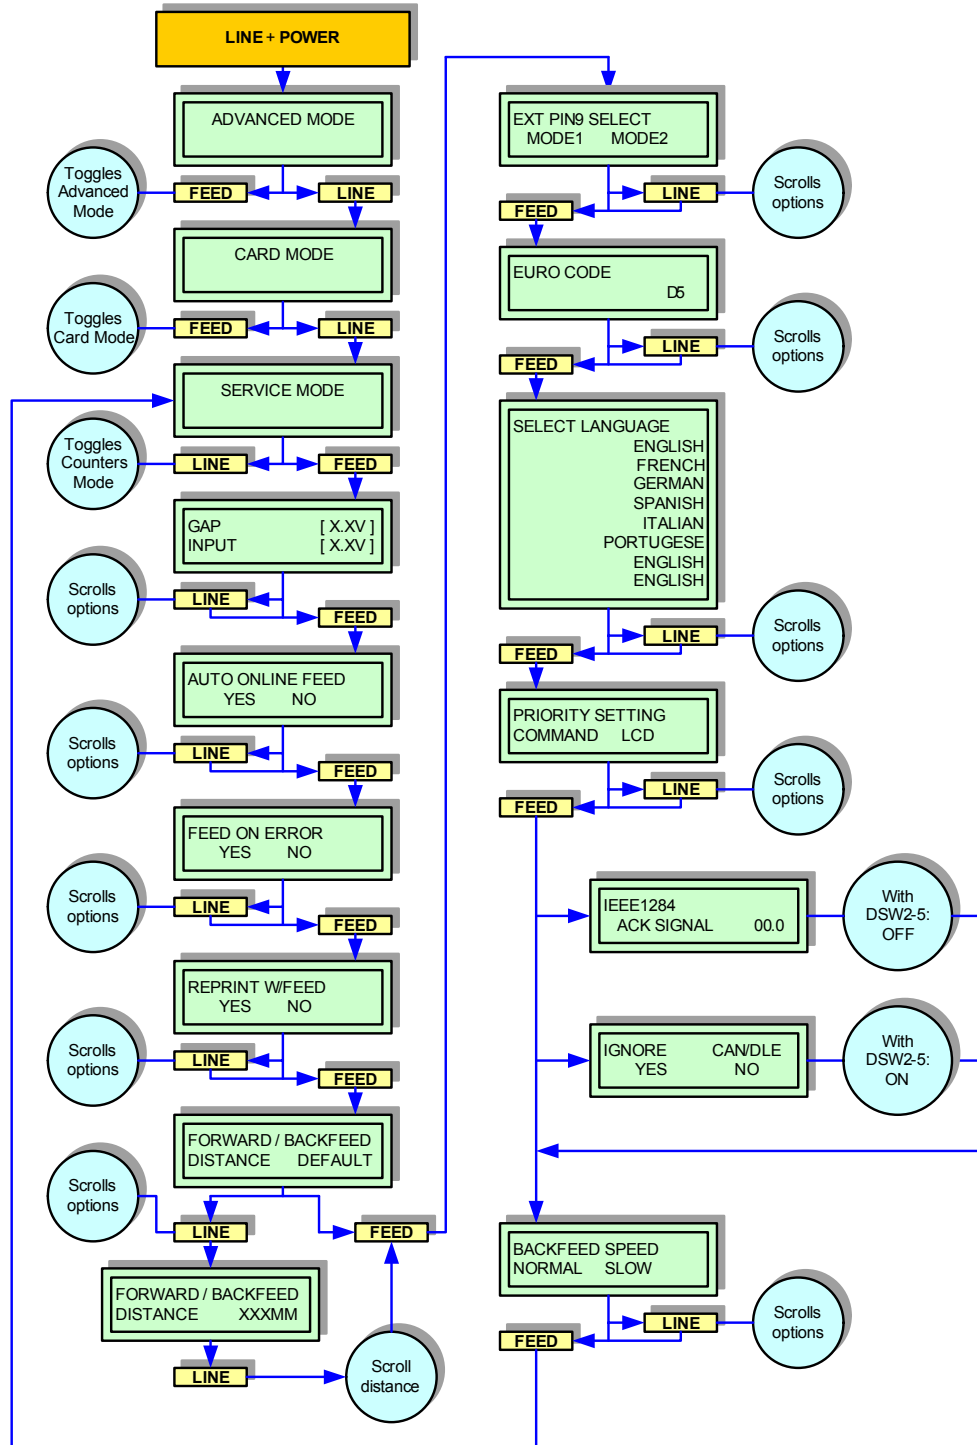 LINE + POWER
ADVANCED MODE
Toggles
Advanced
Mode
FEED
LINE
CARD MODE
Toggles
Card Mode
FEED
LINE
SERVICE MODE
Toggles
Counters
Mode
LINE
FEED
GAP [ X.XV ]
INPUT [ X.XV ]
Scrolls
options
LINE
FEED
AUTO ONLINE FEED
YES NO
Scrolls
options
LINE
FEED
FEED ON ERROR
YES NO
Scrolls
options
LINE
FEED
REPRINT W/FEED
YES NO
Scrolls
options
LINE
FEED
FORWARD / BACKFEED
DISTANCE DEFAULT
Scrolls
options
LINE
FEED
FORWARD / BACKFEED
DISTANCE XXXMM
LINE
Scroll
distance
EXT PIN9 SELECT
MODE1 MODE2
LINE
Scrolls
options
FEED
EURO CODE
D5
LINE
Scrolls
options
FEED
SELECT LANGUAGE
ENGLISH
FRENCH
GERMAN
SPANISH
ITALIAN
PORTUGESE
ENGLISH
ENGLISH
LINE
Scrolls
options
FEED
PRIORITY SETTING
COMMAND LCD
LINE
Scrolls
options
FEED
IEEE1284
ACK SIGNAL 00.0
With
DSW2-5:
OFF
IGNORE CAN/DLE
YES NO
With
DSW2-5:
ON
BACKFEED SPEED
NORMAL SLOW
LINE
Scrolls
options
FEED